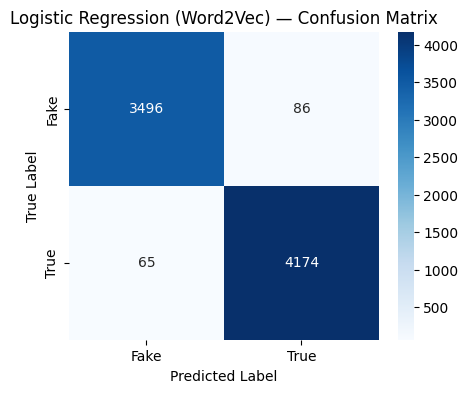 Logistic Regression (Word2Vec) — Confusion Matrix
Fake
3496
86
True
65
4174
True Label
Fake
True
Predicted Label
4000
3500
3000
2500
2000
1500
1000
500